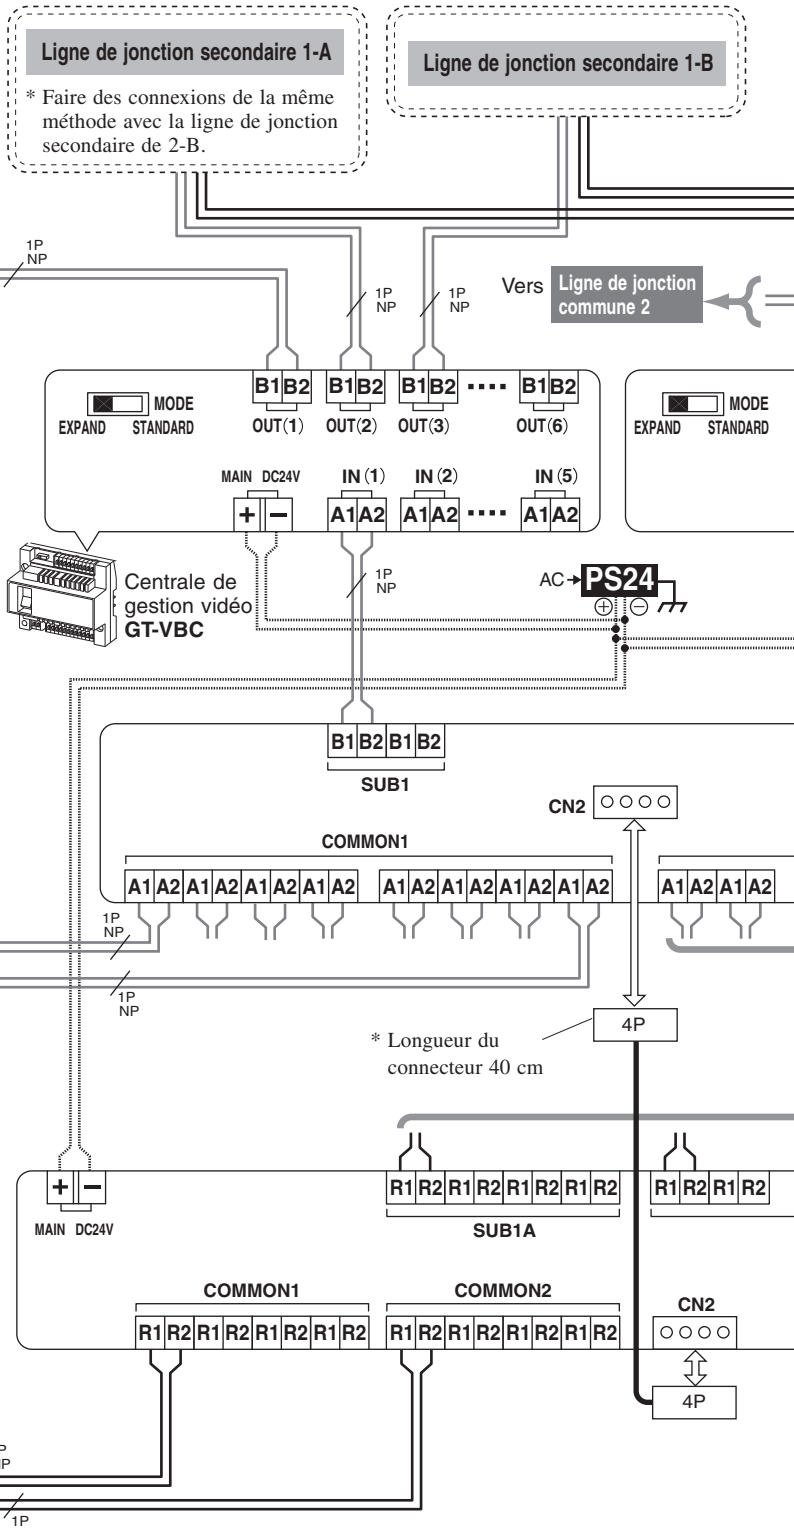 Ligne de jonction secondaire 1-A
* Faire des connexions de la même
méthode avec la ligne de jonction
secondaire de 2-B.
Ligne de jonction secondaire 1-B
1P
NP
1P
NP
1P
NP
Vers
Ligne de jonction
commune 2
B1 B2 B1 B2 B1 B2 B1 B2
OUT(1) OUT(2) OUT(3) OUT(6)
MODE
EXPAND STANDARD
MODE
EXPAND STANDARD
MAIN DC24V IN (1) IN (2) IN (5)
+ − A1 A2 A1 A2 A1 A2
Centrale de
gestion vidéo
GT-VBC
1P
NP
AC PS24
+ −
B1 B2 B1 B2
SUB1
CN2
COMMON1
A1 A2 A1 A2 A1 A2 A1 A2 A1 A2 A1 A2 A1 A2 A1 A2 A1 A2 A1 A2
1P
NP
1P
NP
4P
* Longueur du
connecteur 40 cm
+ −
MAIN DC24V
R1 R2 R1 R2 R1 R2 R1 R2 R1 R2 R1 R2
SUB1A
COMMON1 COMMON2
CN2
R1 R2 R1 R2 R1 R2 R1 R2 R1 R2 R1 R2 R1 R2 R1 R2
4P
P
1P